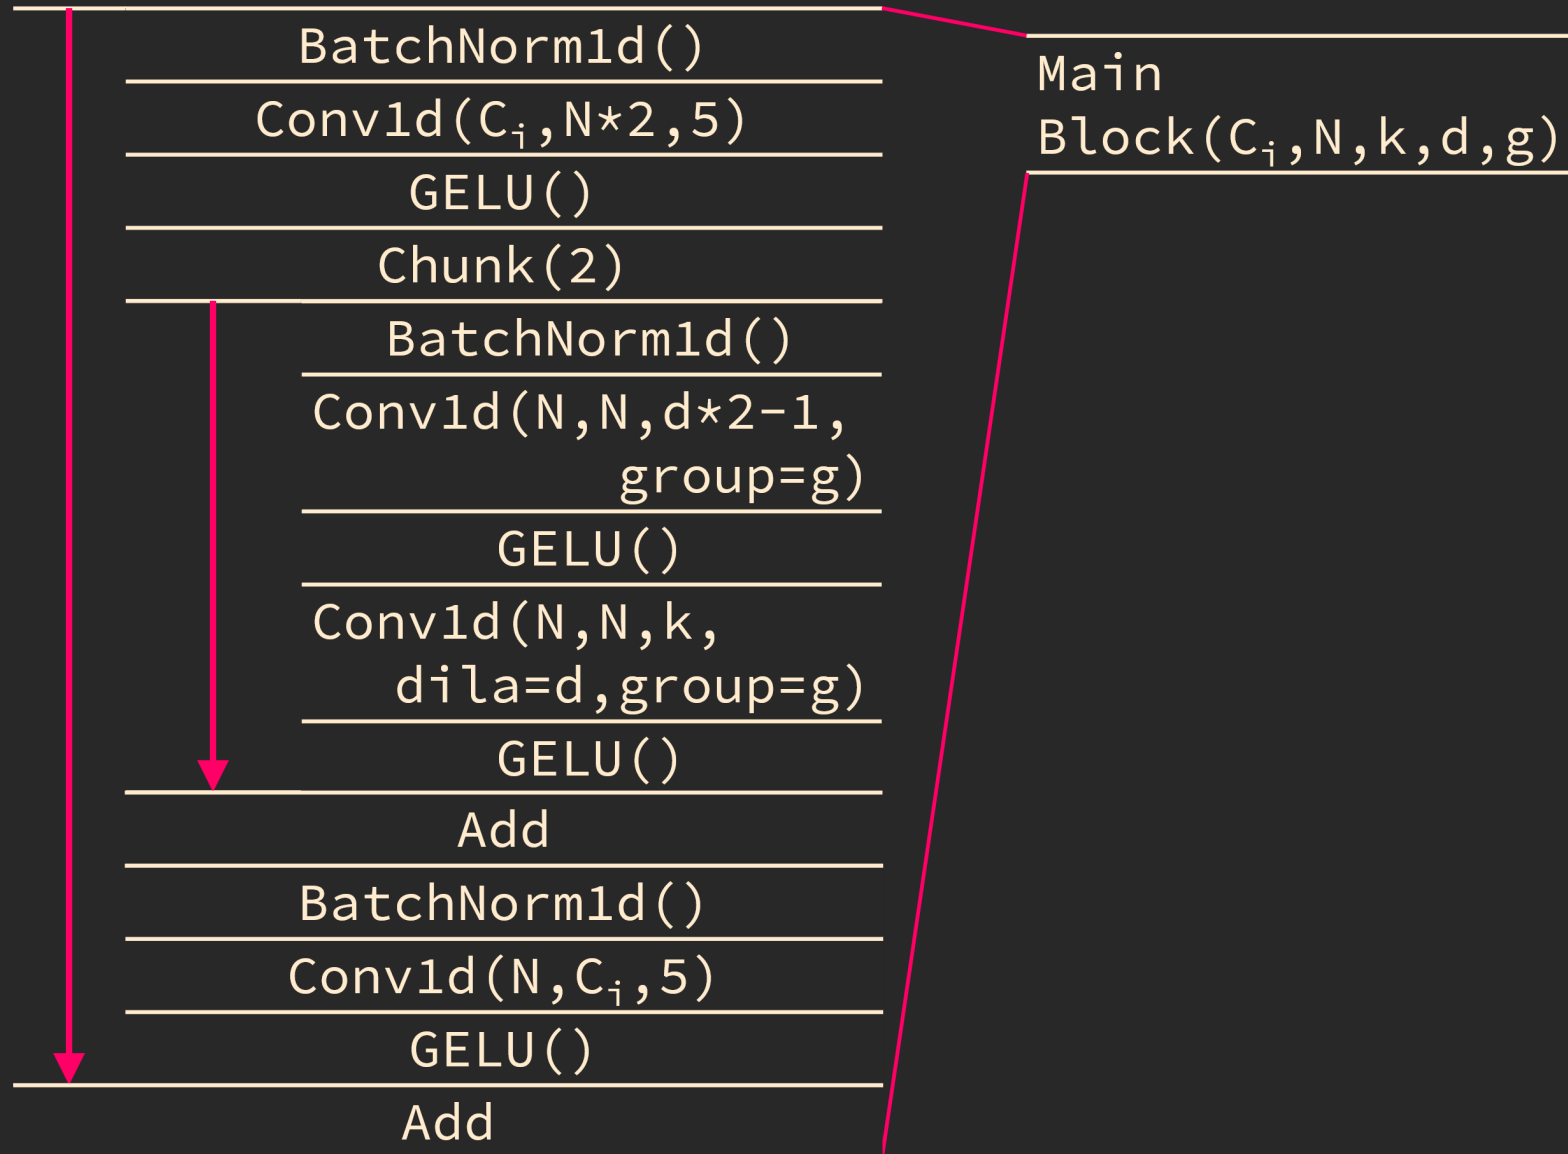 BatchNorm1d()
Conv1d(Cᵢ,N*2,5)
GELU()
Chunk(2)
BatchNorm1d()
Conv1d(N,N,d*2-1,
group=g)
GELU()
Conv1d(N,N,k,
dila=d,group=g)
GELU()
Add
BatchNorm1d()
Conv1d(N,Cᵢ,5)
GELU()
Add
Main
Block(Cᵢ,N,k,d,g)